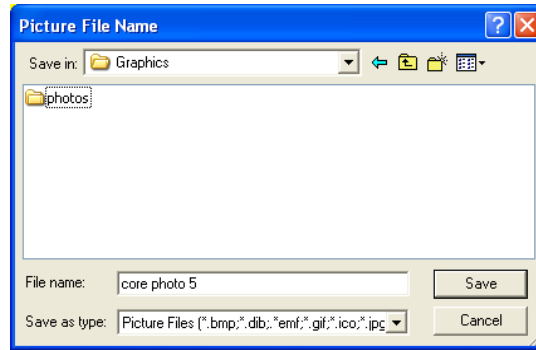 Picture File Name
Save in: Graphics
photos
File name: core photo 5 Save
Save as type: Picture Files (*.bmp;*.dib;.*emf;*.gif;*.ico;*.jpg Cancel